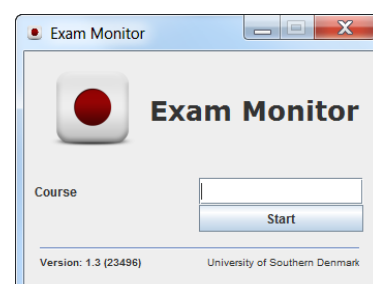 Exam Monitor
Exam Monitor
Course
Start
Version: 1.3 (23496) University of Southern Denmark